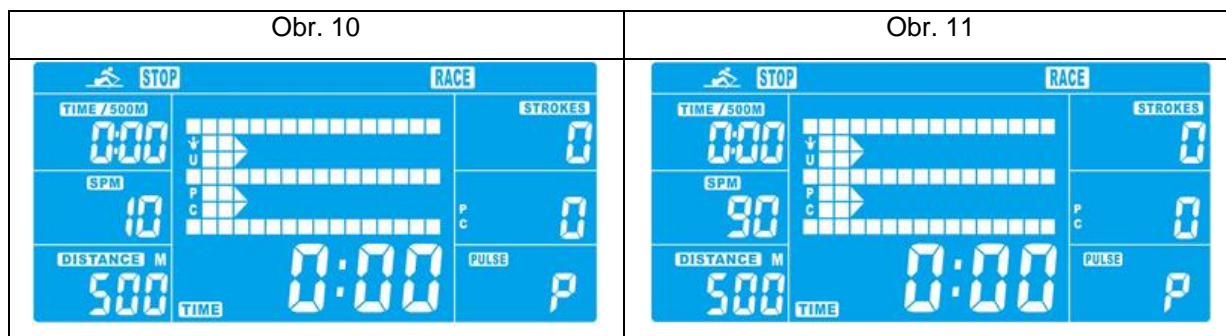 Obr. 10
Obr. 11
STOP
RACE
TIME / 500M
0:00
STROKES
0
U
SPM
10
P
C
P
C
0
DISTANCE M
500
TIME
0:00
PULSE
P
STOP
RACE
TIME / 500M
0:00
STROKES
0
U
SPM
90
P
C
P
C
0
DISTANCE M
500
TIME
0:00
PULSE
P